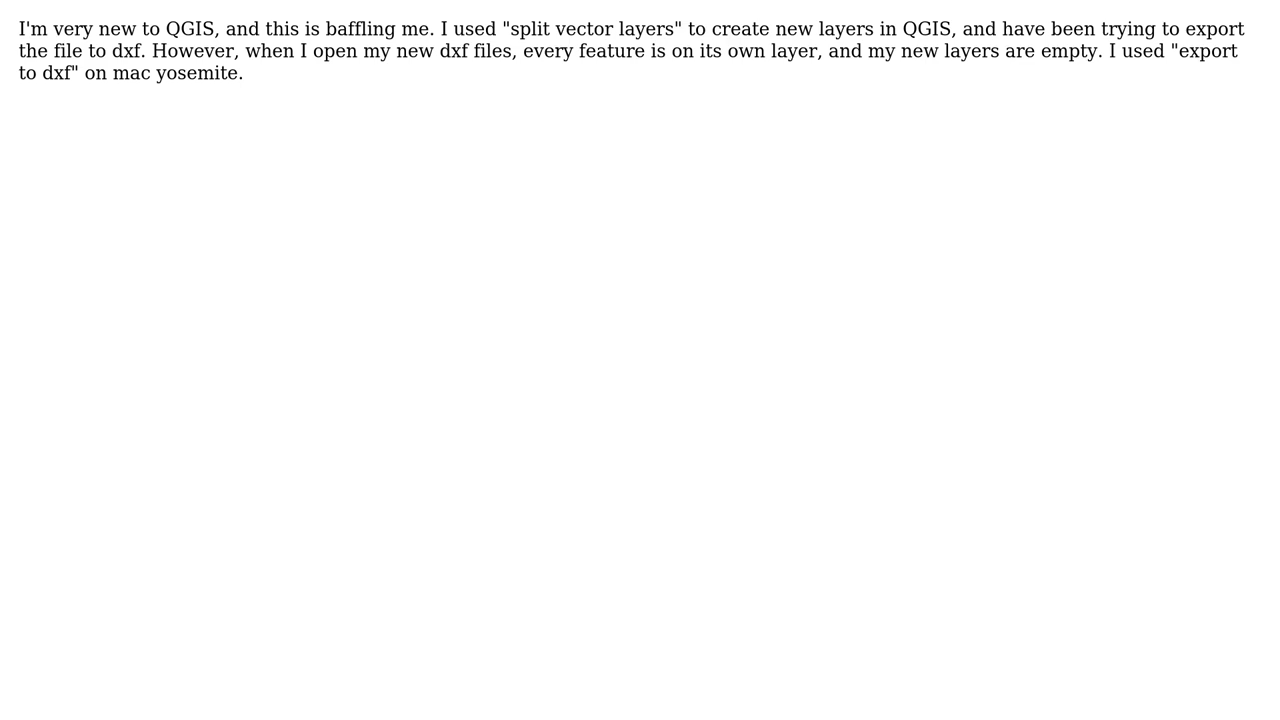 I'm very new to QGIS, and this is baffling me. I used "split vector layers" to create new layers in QGIS, and have been trying to export
the file to dxf. However, when I open my new dxf files, every feature is on its own layer, and my new layers are empty. I used "export
to dxf" on mac yosemite.